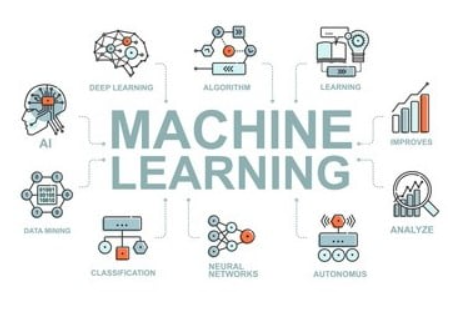 DEEP LEARNING
ALGORITHM
LEARNING
AI
MACHINE
LEARNING
IMPROVES
DATA MINING
ANALYZE
CLASSIFICATION
NEURAL
NETWORKS
AUTONOMUS